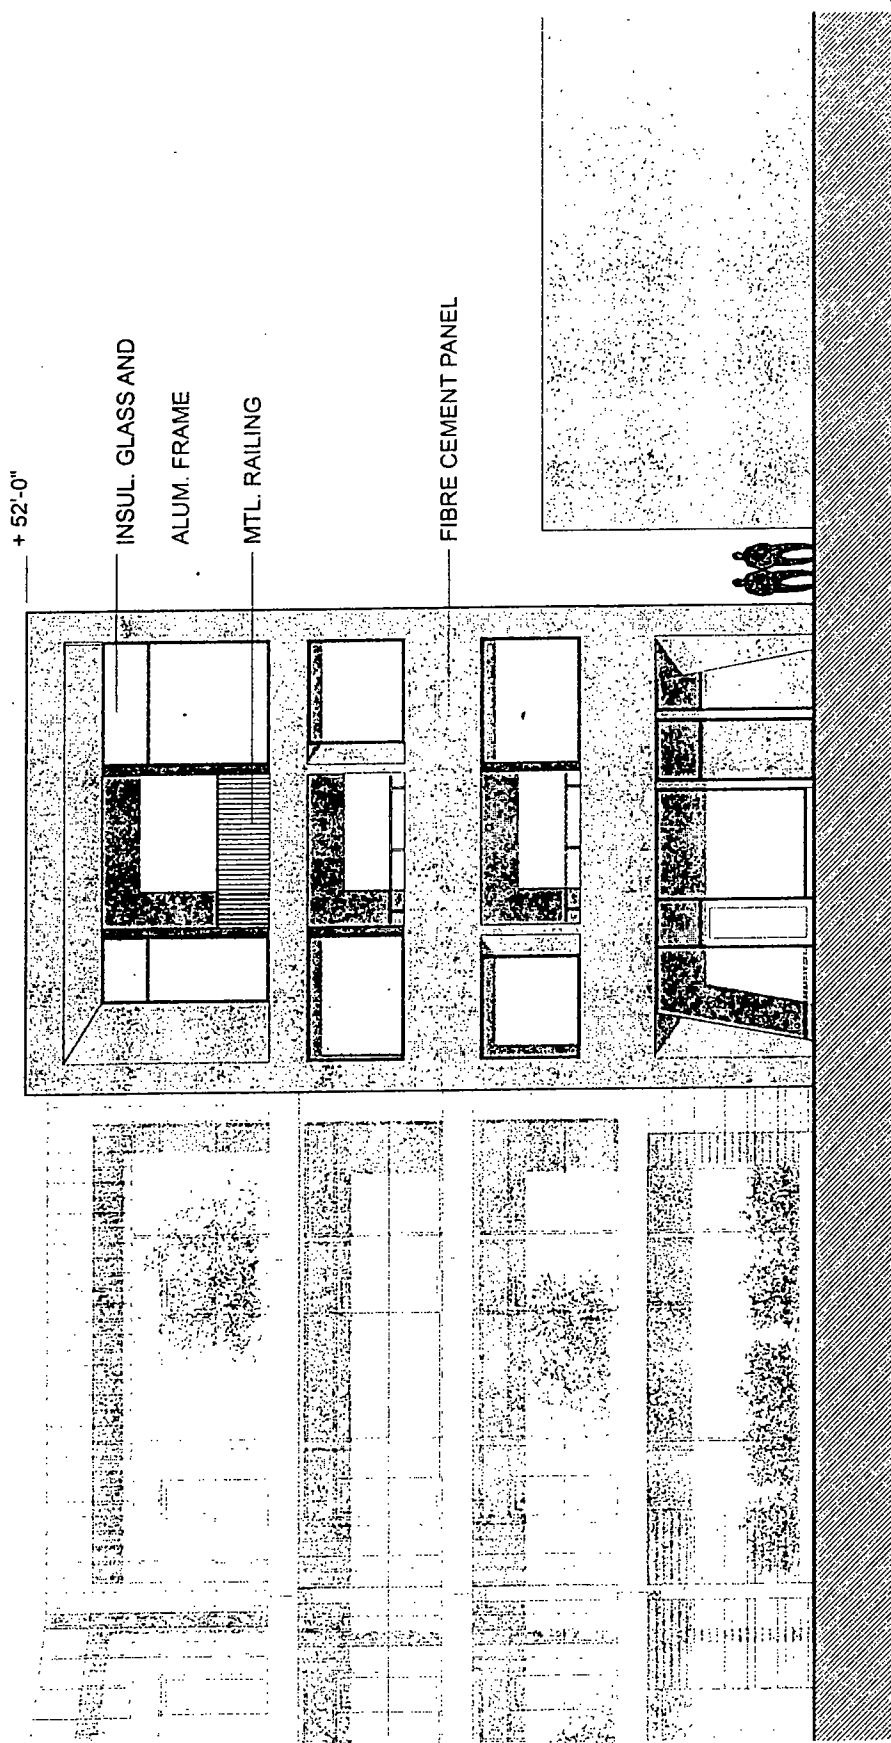 + 52'-0"
INSUL. GLASS AND
ALUM. FRAME
MTL. RAILING
FIBRE CEMENT PANEL